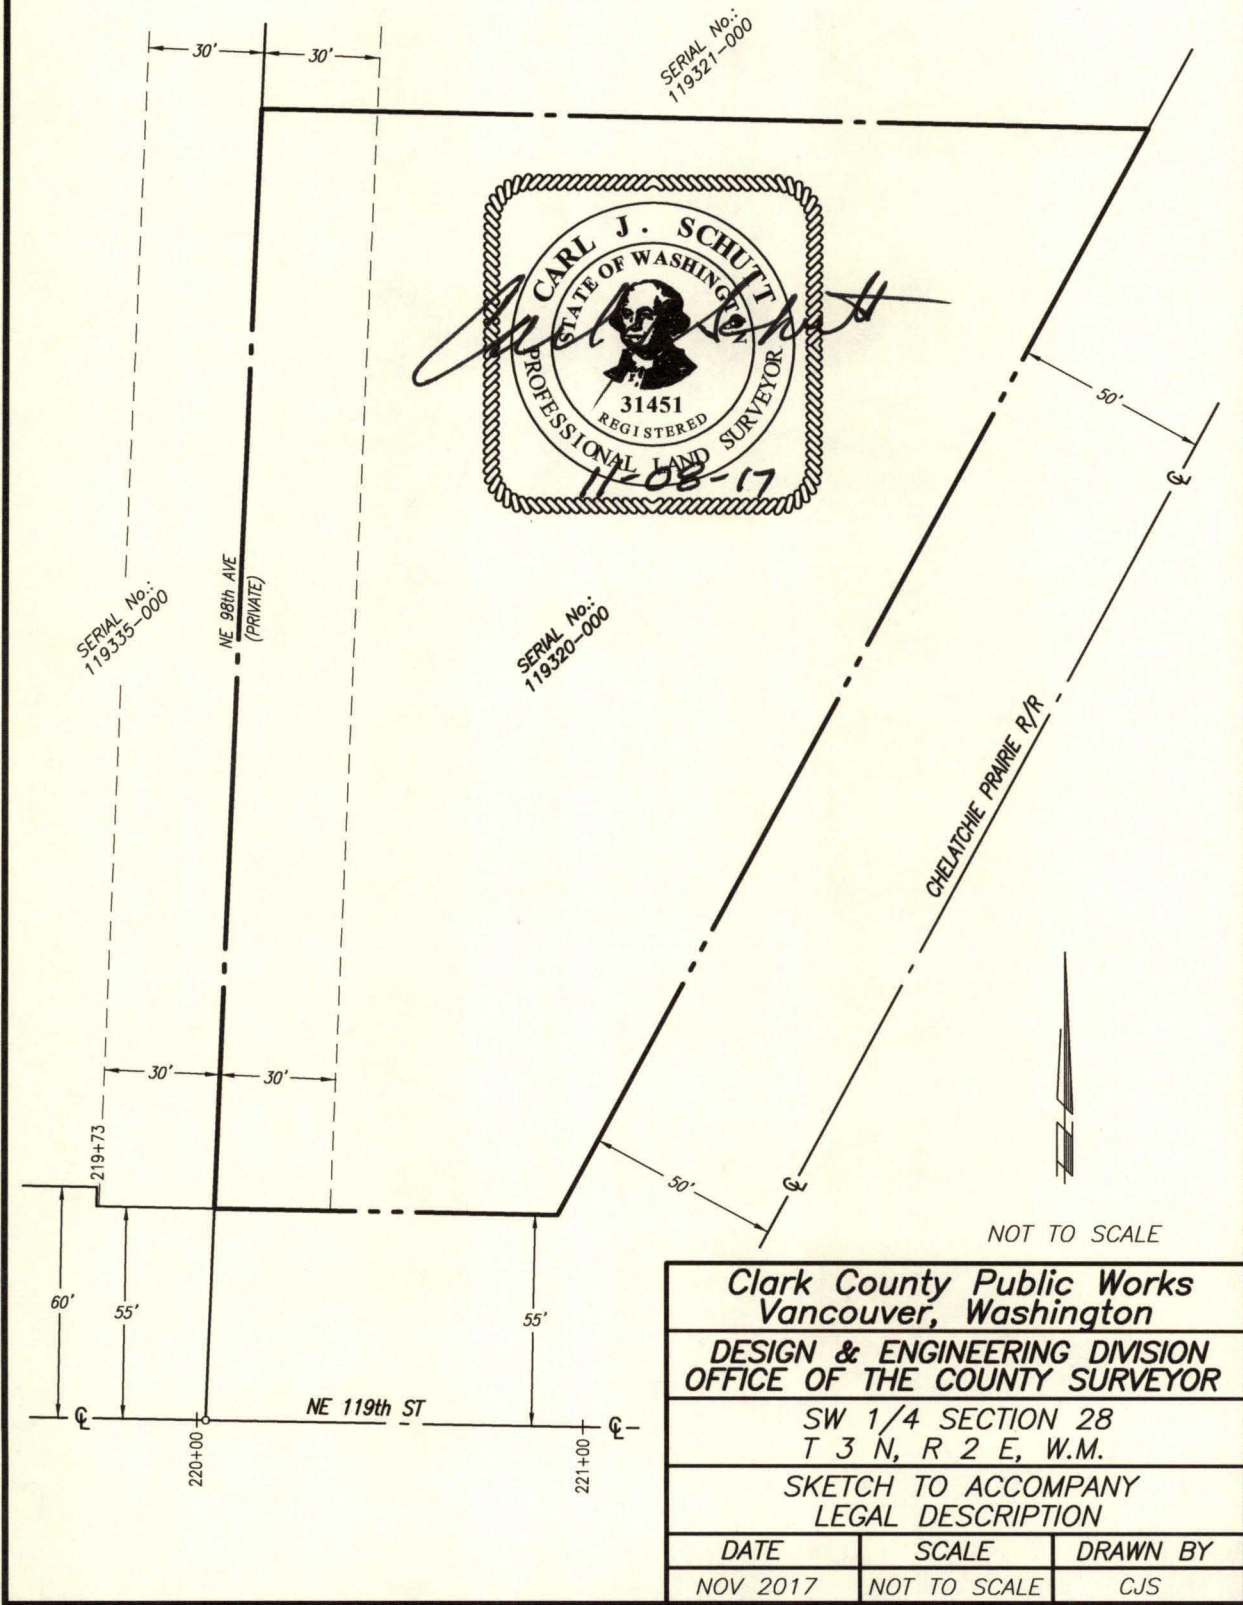 SERIAL No.:
119321-000
30'
30'
CARL J. SCHUTT
STATE OF WASHINGTON
31451
REGISTERED
PROFESSIONAL LAND SURVEYOR
Carl Schutt
11-08-17
50'
℄
SERIAL No.:
119335-000
NE 98th AVE
(PRIVATE)
SERIAL No.:
119320-000
CHELATCHIE PRAIRIE R/R
30'
30'
219+73
50'
℄
60'
55'
55'
℄
NE 119th ST
℄
220+00
221+00
NOT TO SCALE
Clark County Public Works
Vancouver, Washington
DESIGN & ENGINEERING DIVISION
OFFICE OF THE COUNTY SURVEYOR
SW 1/4 SECTION 28
T 3 N, R 2 E, W.M.
SKETCH TO ACCOMPANY
LEGAL DESCRIPTION
DATE SCALE DRAWN BY
NOV 2017 NOT TO SCALE CJS